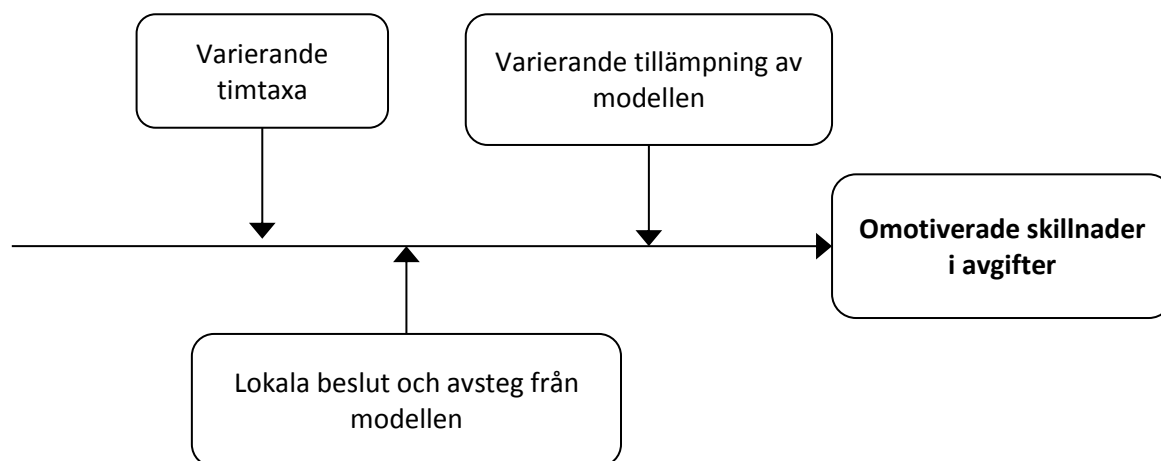 Varierande
timtaxa
Varierande tillämpning av
modellen
Omotiverade skillnader
i avgifter
Lokala beslut och avsteg från
modellen